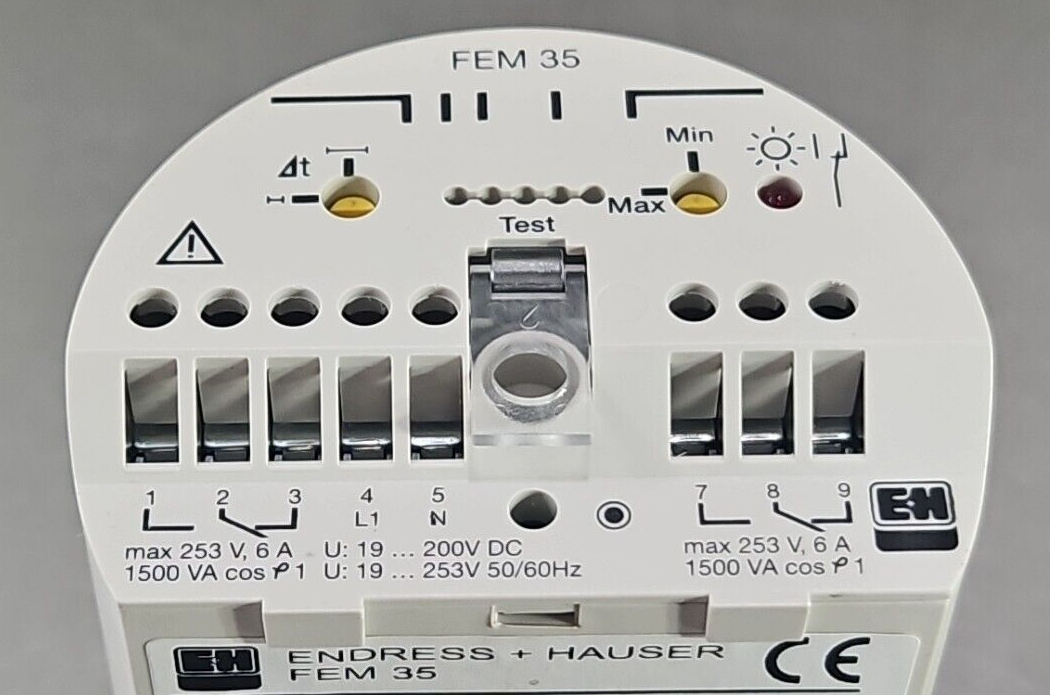 FEM 35
Min
Δt
Max
Test
1 2 3 4 5 7 8 9
L1 N
E+H
max 253 V, 6 A U: 19 ... 200V DC max 253 V, 6 A
1500 VA cos φ 1 U: 19 ... 253V 50/60Hz 1500 VA cos φ 1
E+H ENDRESS + HAUSER CE
FEM 35